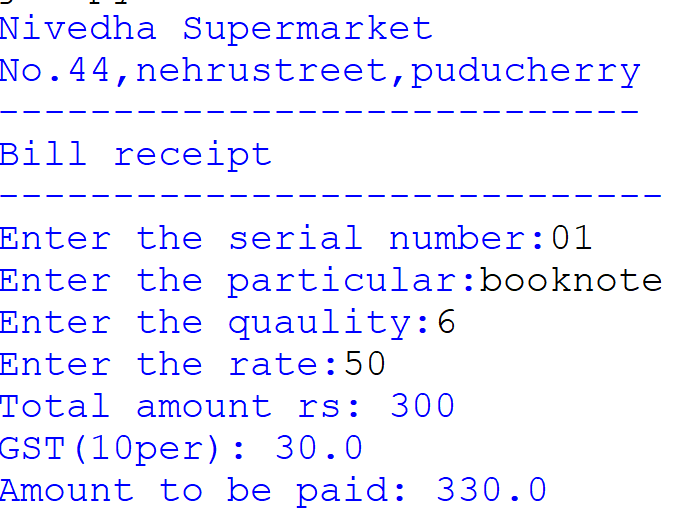 Nivedha Supermarket
No.44,nehrustreet,puducherry
----------------------------
Bill receipt
-----------------------------
Enter the serial number:01
Enter the particular:booknote
Enter the quaulity:6
Enter the rate:50
Total amount rs: 300
GST(10per): 30.0
Amount to be paid: 330.0